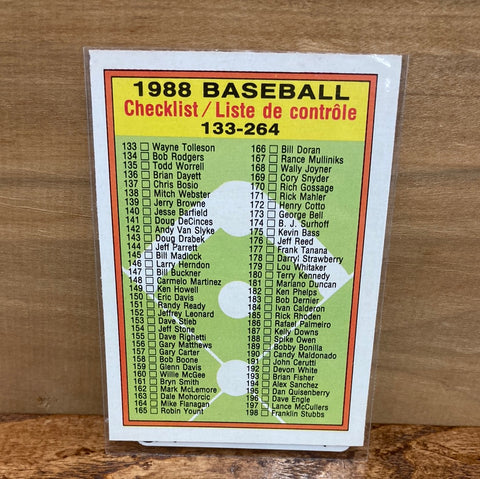 1988 BASEBALL
Checklist / Liste de contrôle
133-264
133 Wayne Tolleson
134 Bob Rodgers
135 Todd Worrell
136 Brian Dayett
137 Chris Bosio
138 Mitch Webster
139 Jerry Browne
140 Jesse Barfield
141 Doug DeCinces
142 Andy Van Slyke
143 Doug Drabek
144 Jeff Parrett
145 Bill Madlock
146 Larry Herndon
147 Bill Buckner
148 Carmelo Martinez
149 Ken Howell
150 Eric Davis
151 Randy Ready
152 Jeffrey Leonard
153 Dave Stieb
154 Jeff Stone
155 Dave Righetti
156 Gary Matthews
157 Gary Carter
158 Bob Boone
159 Glenn Davis
160 Willie McGee
161 Bryn Smith
162 Mark McLemore
163 Dale Mohorcic
164 Mike Flanagan
165 Robin Yount
166 Bill Doran
167 Rance Mulliniks
168 Wally Joyner
169 Cory Snyder
170 Rich Gossage
171 Rick Mahler
172 Henry Cotto
173 George Bell
174 B. J. Surhoff
175 Kevin Bass
176 Jeff Reed
177 Frank Tanana
178 Darryl Strawberry
179 Lou Whitaker
180 Terry Kennedy
181 Mariano Duncan
182 Ken Phelps
183 Bob Dernier
184 Ivan Calderon
185 Rick Rhoden
186 Rafael Palmeiro
187 Kelly Downs
188 Spike Owen
189 Bobby Bonilla
190 Candy Maldonado
191 John Cerutti
192 Devon White
193 Brian Fisher
194 Alex Sanchez
195 Dan Quisenberry
196 Dave Engle
197 Lance McCullers
198 Franklin Stubbs